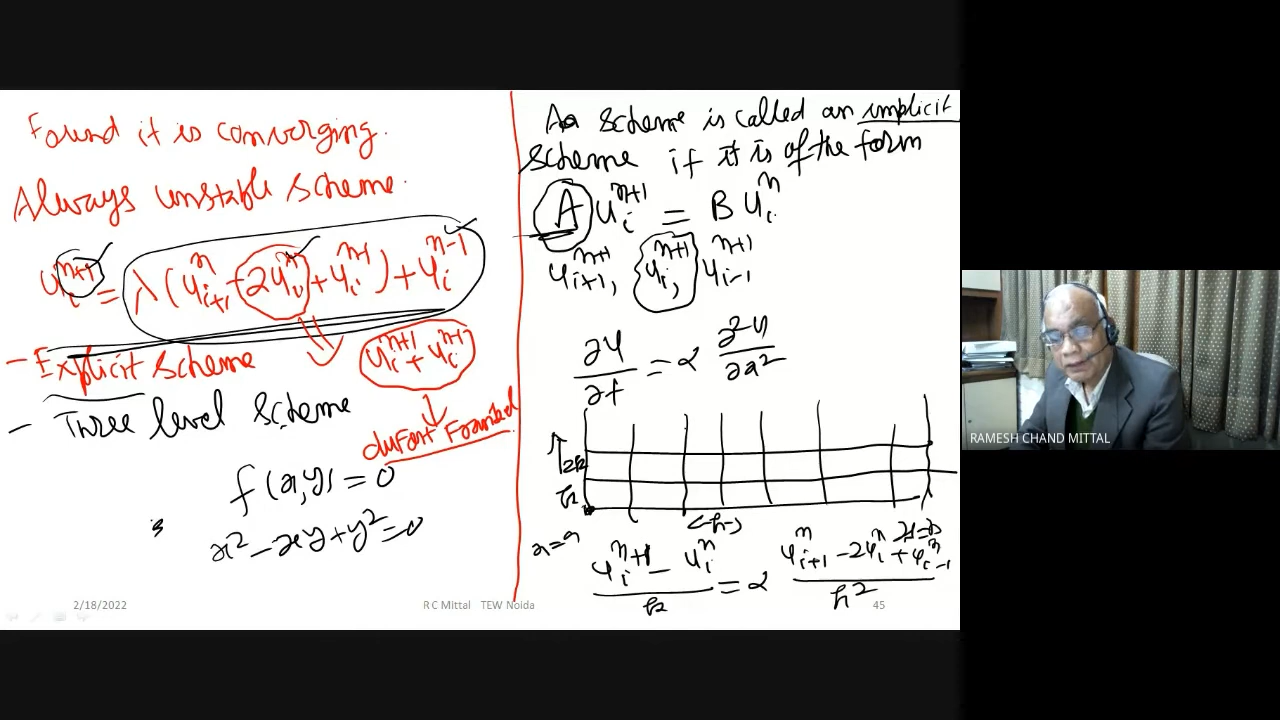 Found it is converging.
Always unstable scheme.
u_i^{n+1} = λ(u_{i+1}^n - 2u_i^n + u_i^{n-1}) + u_i^{n-1}
u_i^{n+1} + u_i^{n-1}
- Explicit Scheme
- Three level Scheme
dufort Frankel
f(x,y) = 0
x² - xy + y² = 0
A Scheme is called an implicit
scheme if it is of the form
A u_i^{n+1} = B u_i^n
u_{i+1}^{n+1}, u_i^{n+1}, u_{i-1}^{n+1}
∂u/∂t = α ∂²u/∂x²
2k
k
<-h->
x=a
x=b
(u_i^{n+1} - u_i^n)/k = α (u_{i+1}^n - 2u_i^n + u_{i-1}^n)/h²
2/18/2022
R C Mittal TEW Noida
45
RAMESH CHAND MITTAL